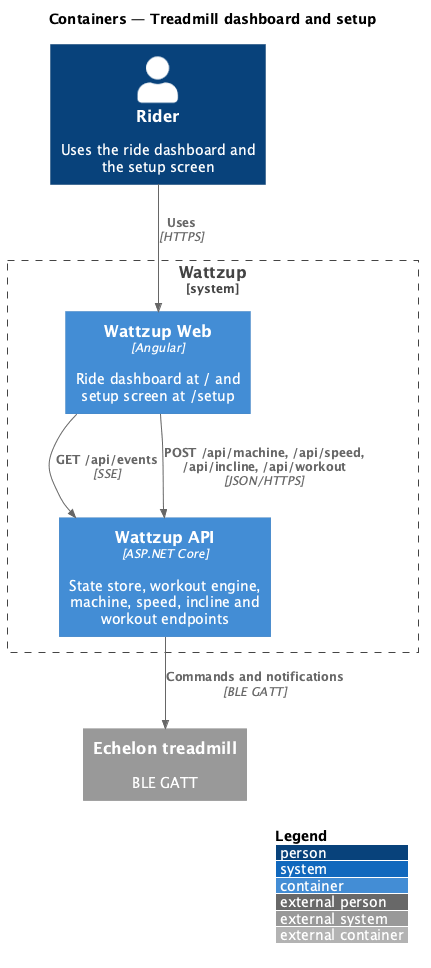 Containers — Treadmill dashboard and setup
Rider
Uses the ride dashboard and
the setup screen
Uses
[HTTPS]
Wattzup
[system]
Wattzup Web
[Angular]
Ride dashboard at / and
setup screen at /setup
GET /api/events
[SSE]
POST /api/machine, /api/speed,
/api/incline, /api/workout
[JSON/HTTPS]
Wattzup API
[ASP.NET Core]
State store, workout engine,
machine, speed, incline and
workout endpoints
Commands and notifications
[BLE GATT]
Echelon treadmill
BLE GATT
Legend
person
system
container
external person
external system
external container